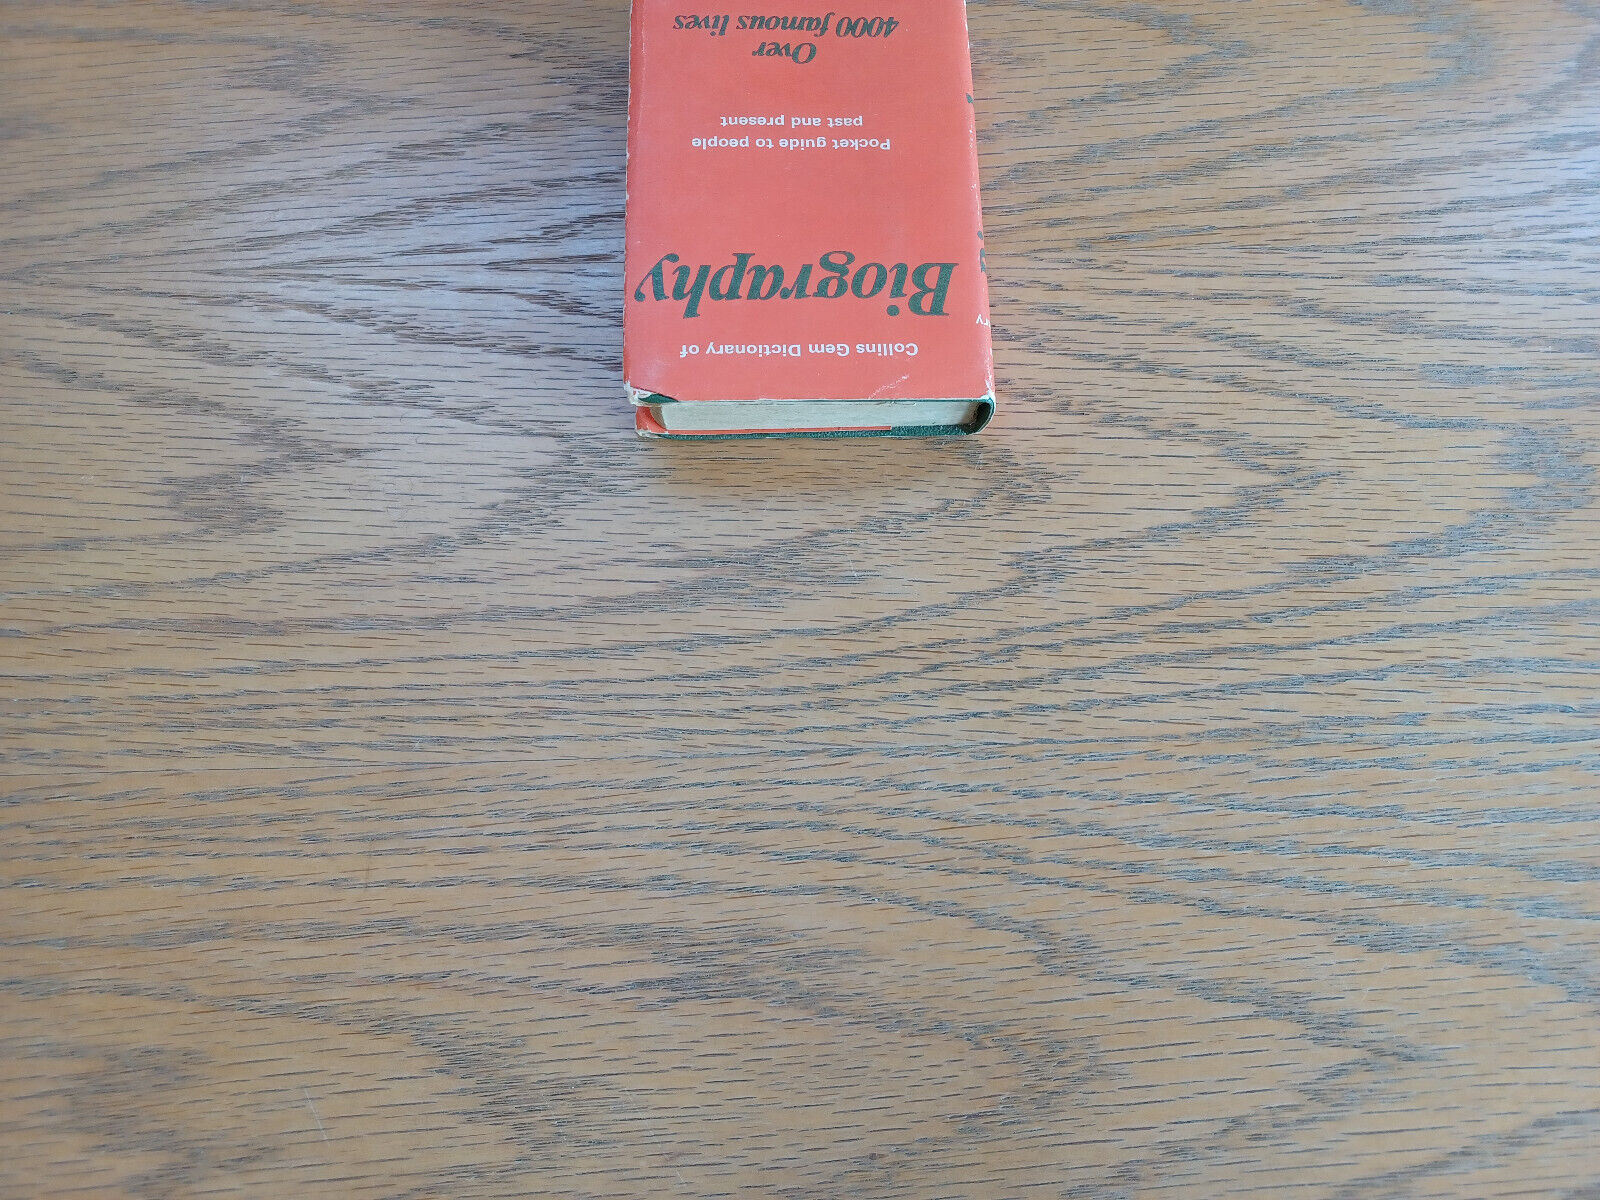 Collins Gem Dictionary of
Biography
Pocket guide to people
past and present
Over
4000 famous lives